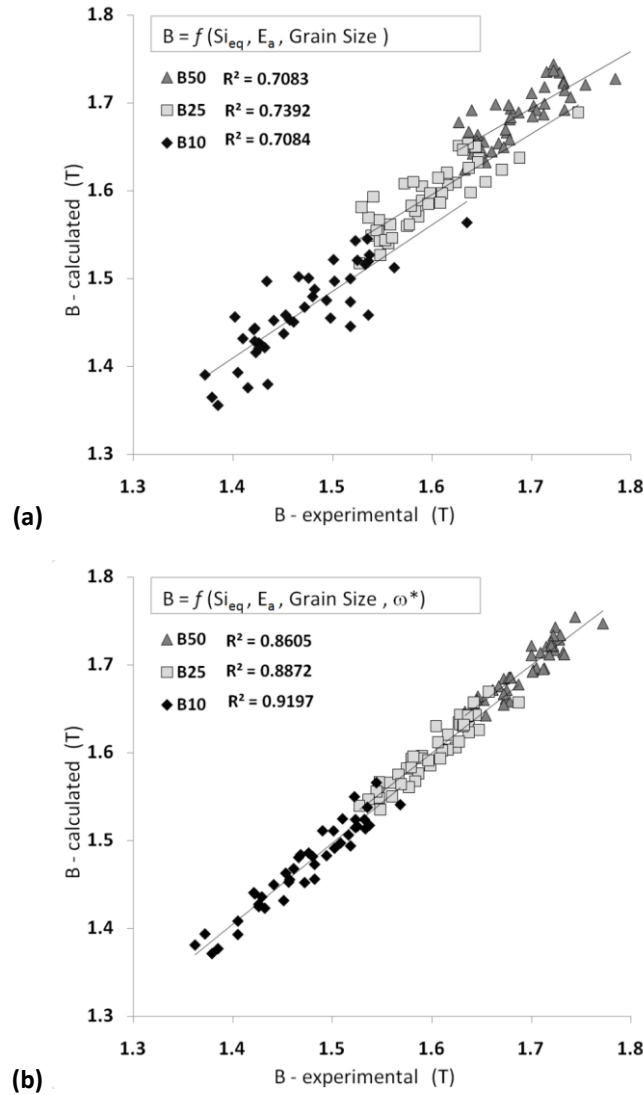 B = f (Si_eq, E_a, Grain Size )
B50 R² = 0.7083
B25 R² = 0.7392
B10 R² = 0.7084
1.8
1.7
1.6
1.5
1.4
1.3
B - calculated (T)
1.3 1.4 1.5 1.6 1.7 1.8
B - experimental (T)
(a)
B = f (Si_eq, E_a, Grain Size , ω*)
B50 R² = 0.8605
B25 R² = 0.8872
B10 R² = 0.9197
1.8
1.7
1.6
1.5
1.4
1.3
B - calculated (T)
1.3 1.4 1.5 1.6 1.7 1.8
B - experimental (T)
(b)